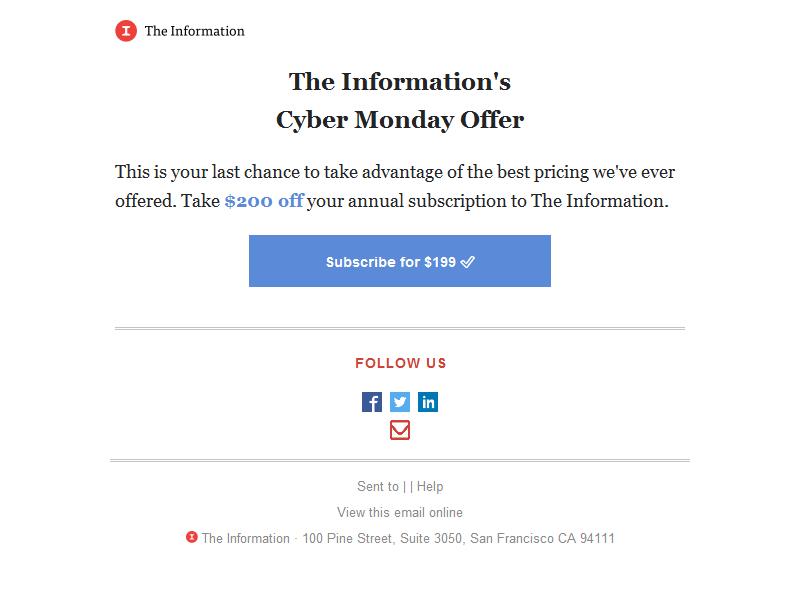 The Information
The Information's
Cyber Monday Offer
This is your last chance to take advantage of the best pricing we've ever
offered. Take $200 off your annual subscription to The Information.
Subscribe for $199 ✓
FOLLOW US
Sent to | | Help
View this email online
The Information · 100 Pine Street, Suite 3050, San Francisco CA 94111